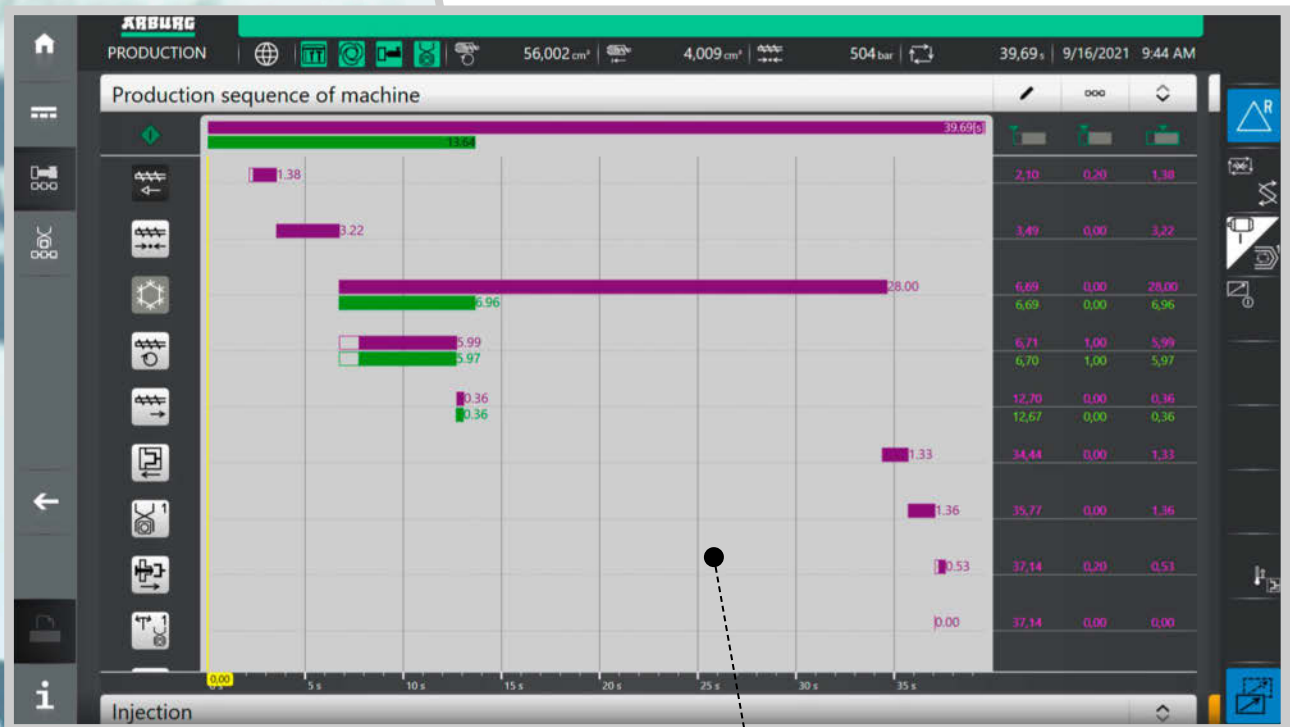 ARBURG
PRODUCTION TT 56,002 cm³ 4,009 cm³ 504 bar 39,69 s 9/16/2021 9:44 AM
Production sequence of machine
R
39.69[s]
13.64
1.38 2,10 0,20 1,38
3.22 3,49 0,00 3,22
28.00 6,69 0,00 28,00
6.96 6,69 0,00 6,96
5.99 6,71 1,00 5,99
5.97 6,70 1,00 5,97
0.36 12,70 0,00 0,36
0.36 12,67 0,00 0,36
1.33 34,44 0,00 1,33
1 1.36 35,77 0,00 1,36
0.53 37,14 0,20 0,53
1 0.00 37,14 0,00 0,00
0,00 5 s 10 s 15 s 20 s 25 s 30 s 35 s
Injection